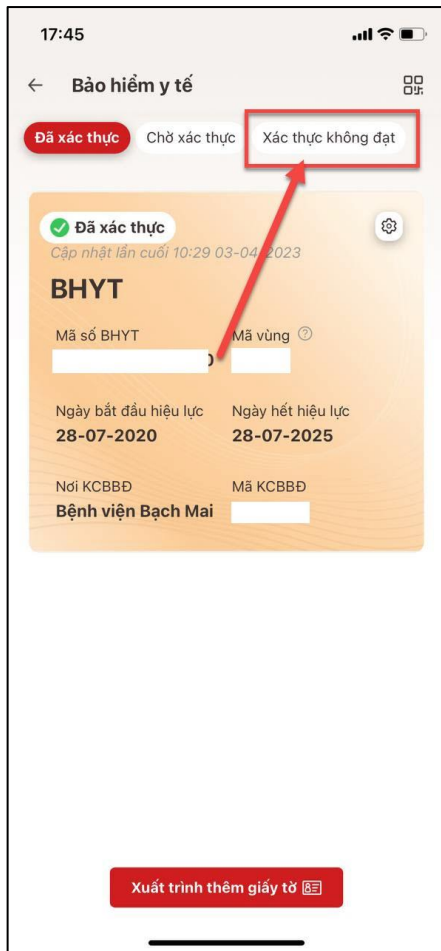 17:45
Bảo hiểm y tế
Đã xác thực Chờ xác thực Xác thực không đạt
Đã xác thực
Cập nhật lần cuối 10:29 03-04-2023
BHYT
Mã số BHYT Mã vùng
Ngày bắt đầu hiệu lực Ngày hết hiệu lực
28-07-2020 28-07-2025
Nơi KCBBĐ Mã KCBBĐ
Bệnh viện Bạch Mai
Xuất trình thêm giấy tờ